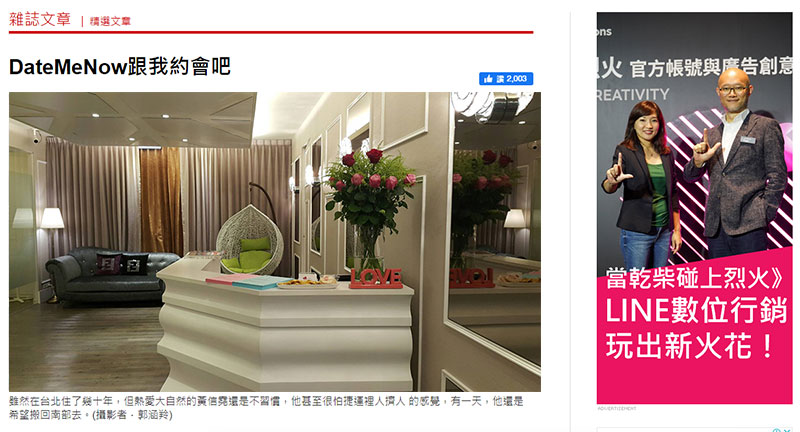 雜誌文章 | 精選文章
DateMeNow跟我約會吧
讚 2,003
LOVE
雖然在台北住了幾十年，但熱愛大自然的黃信堯還是不習慣，他甚至很怕捷運裡人擠人 的感覺，有一天，他還是
希望搬回南部去。(攝影者．郭涵羚)
ons
烈火 官方帳號與廣告創意
REATIVITY
當乾柴碰上烈火》
LINE數位行銷
玩出新火花！
ADVERTISEMENT